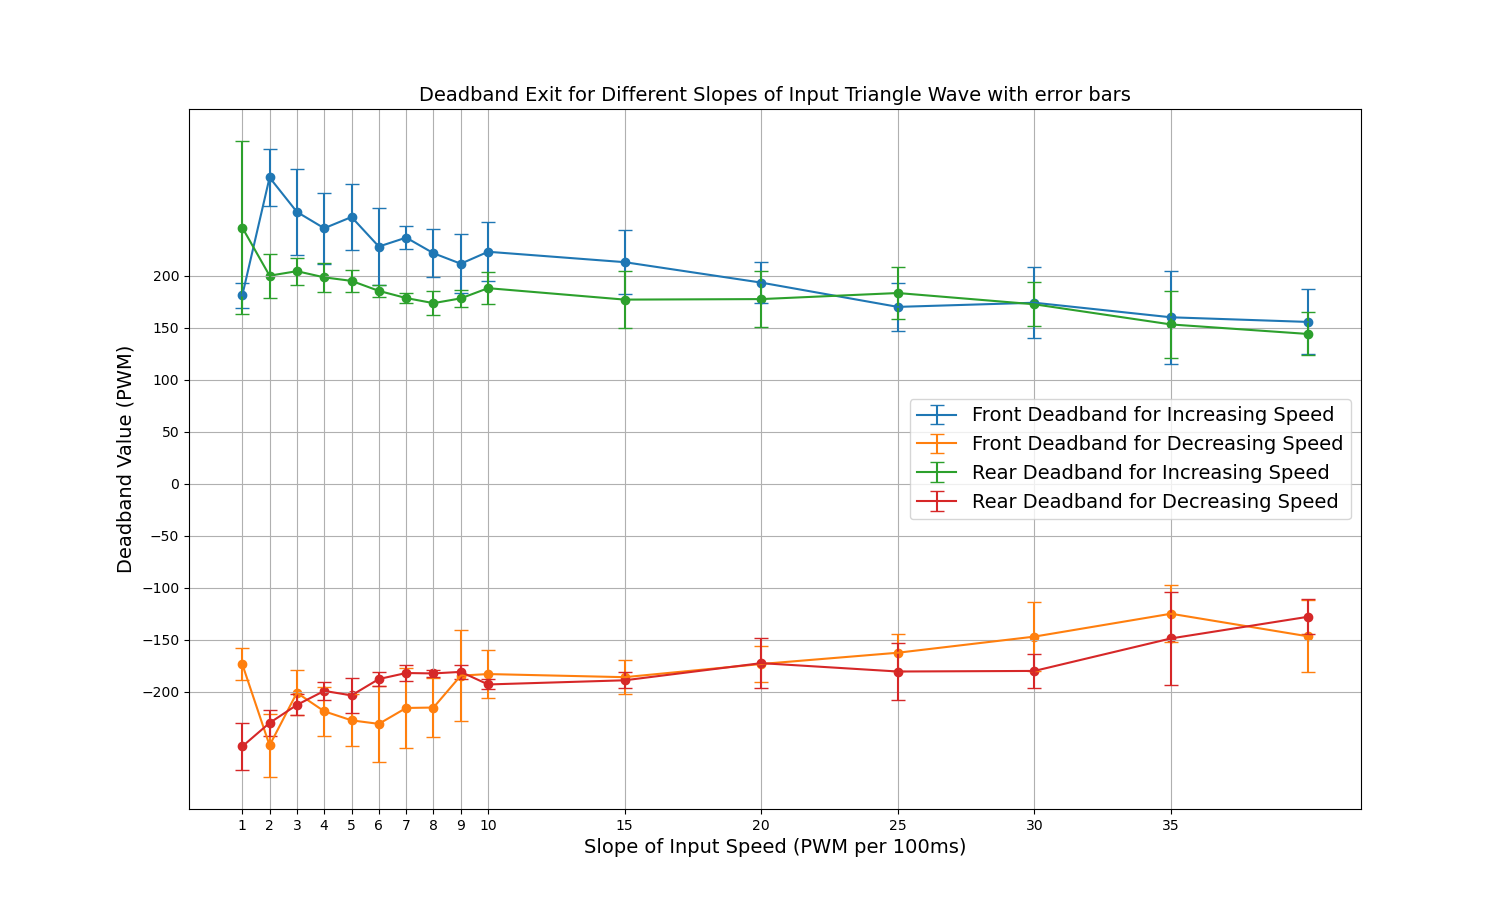 Deadband Exit for Different Slopes of Input Triangle Wave with error bars
Deadband Value (PWM)
200
150
100
50
0
−50
−100
−150
−200
Front Deadband for Increasing Speed
Front Deadband for Decreasing Speed
Rear Deadband for Increasing Speed
Rear Deadband for Decreasing Speed
1 2 3 4 5 6 7 8 9 10 15 20 25 30 35
Slope of Input Speed (PWM per 100ms)